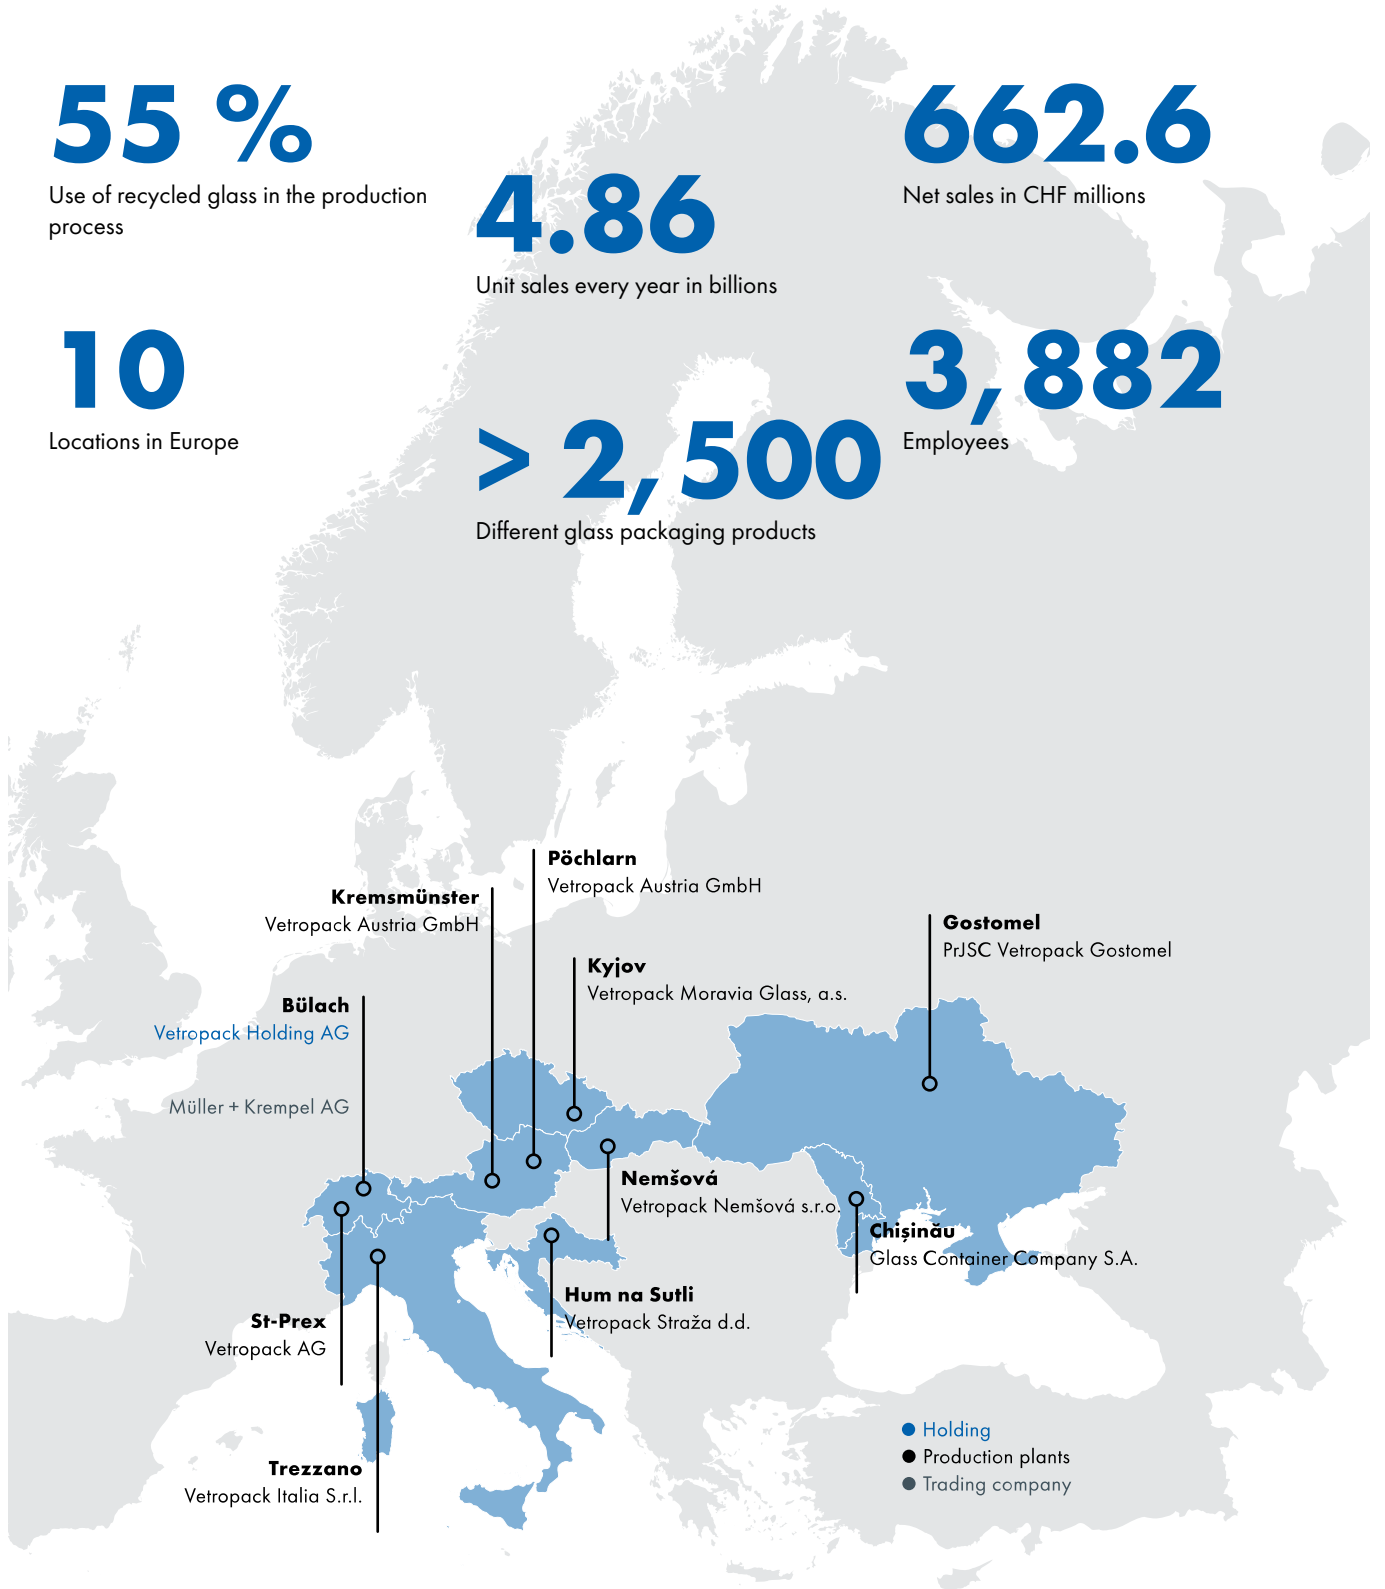 55 %
Use of recycled glass in the production
process
4.86
Unit sales every year in billions
662.6
Net sales in CHF millions
10
Locations in Europe
> 2,500
Different glass packaging products
3,882
Employees
Pöchlarn
Vetropack Austria GmbH
Kremsmünster
Vetropack Austria GmbH
Gostomel
PrJSC Vetropack Gostomel
Kyjov
Vetropack Moravia Glass, a.s.
Bülach
Vetropack Holding AG
Müller + Krempel AG
Nemšová
Vetropack Nemšová s.r.o.
Chișinău
Glass Container Company S.A.
Hum na Sutli
Vetropack Straža d.d.
St-Prex
Vetropack AG
Trezzano
Vetropack Italia S.r.l.
Holding
Production plants
Trading company